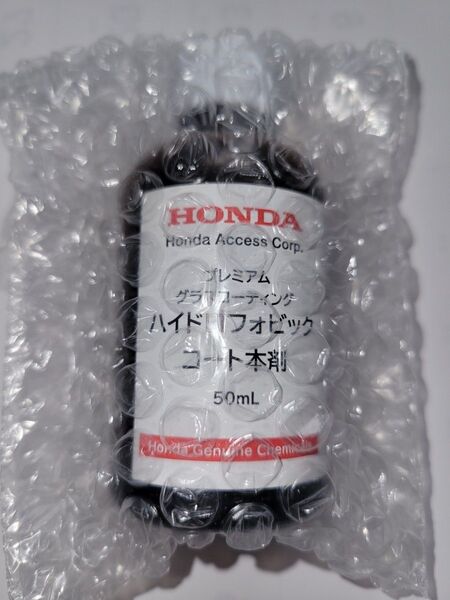 HONDA
Honda Access Corp.
プレミアム
グラスコーティング
ハイドロフォビック
コート本剤
50mL
Honda Genuine Chemicals